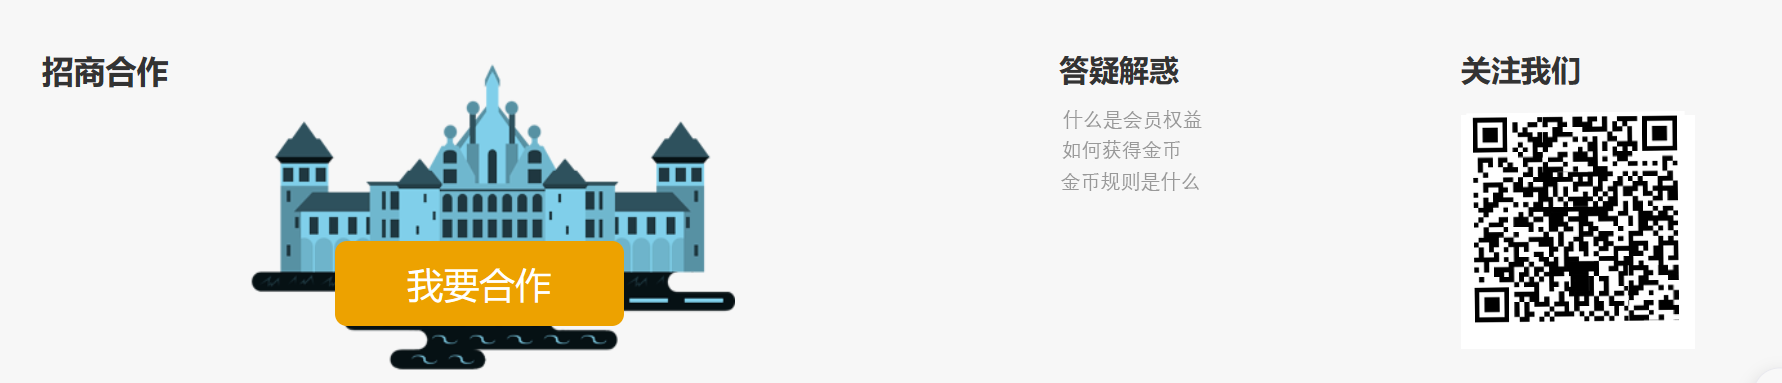 招商合作
我要合作
答疑解惑
什么是会员权益
如何获得金币
金币规则是什么
关注我们